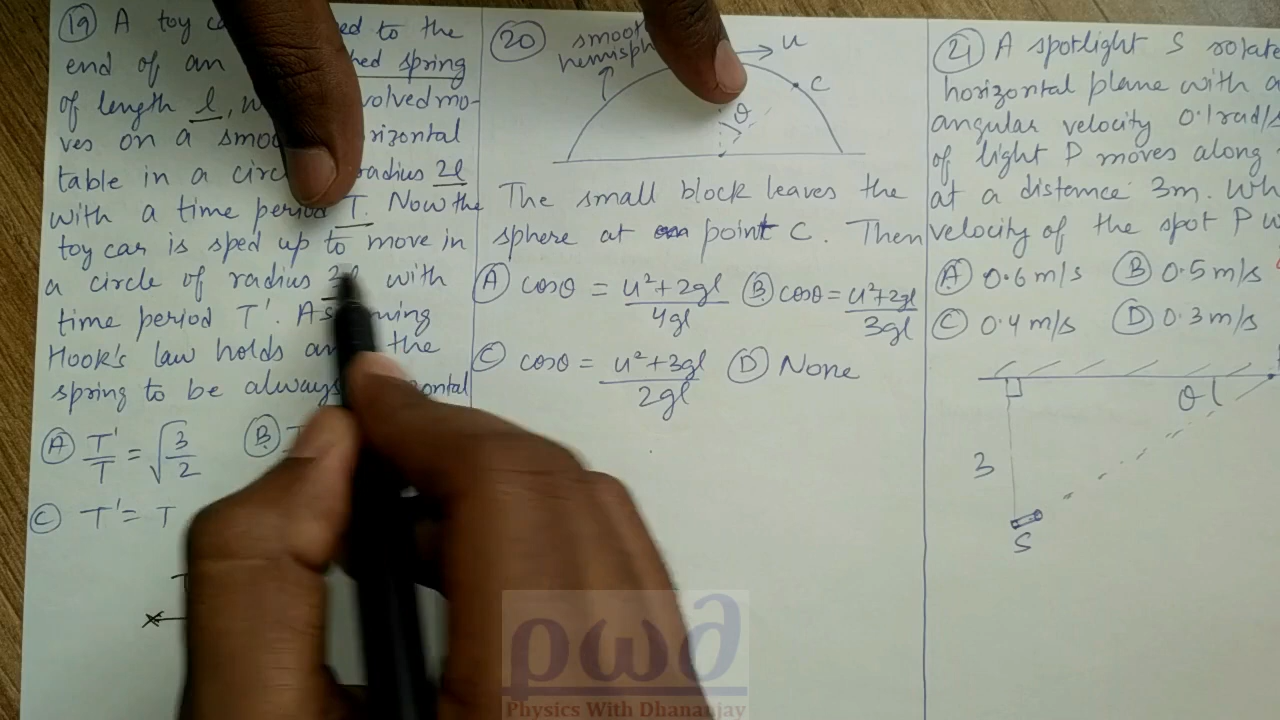 19 A toy ed to the
end of an hed spring
of length l, volved mo-
ves on a smoo rizontal
table in a circ radius 2l
with a time period T. Now the
toy car is sped up to move in
a circle of radius with
time period T'. As ming
Hook's law holds an the
spring to be always ontal
(A) T'/T = √3/2 (B)
(C) T' = T
20 smoot
hemisph
u
C
θ
The small block leaves the
sphere at point C. Then
(A) cosθ = u²+2gl/4gl (B) cosθ = u²+2gl/3gl
(C) cosθ = u²+3gl/2gl (D) None
21 A spotlight S rotate
horizontal plane with a
angular velocity 0.1rad/s
of light P moves along
at a distance 3m. Wh
velocity of the spot P w
(A) 0.6 m/s (B) 0.5 m/s
(C) 0.4 m/s (D) 0.3 m/s
θ
3
S
pwd
Physics With Dhananjay